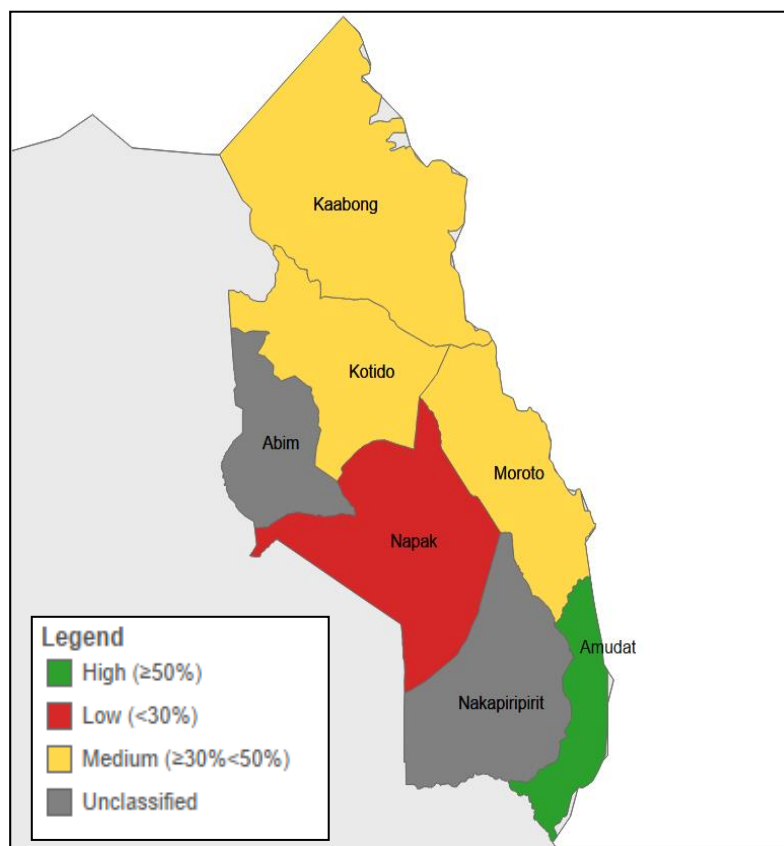 Kaabong
Kotido
Abim
Moroto
Napak
Amudat
Nakapiripirit
Legend
High (≥50%)
Low (<30%)
Medium (≥30%<50%)
Unclassified